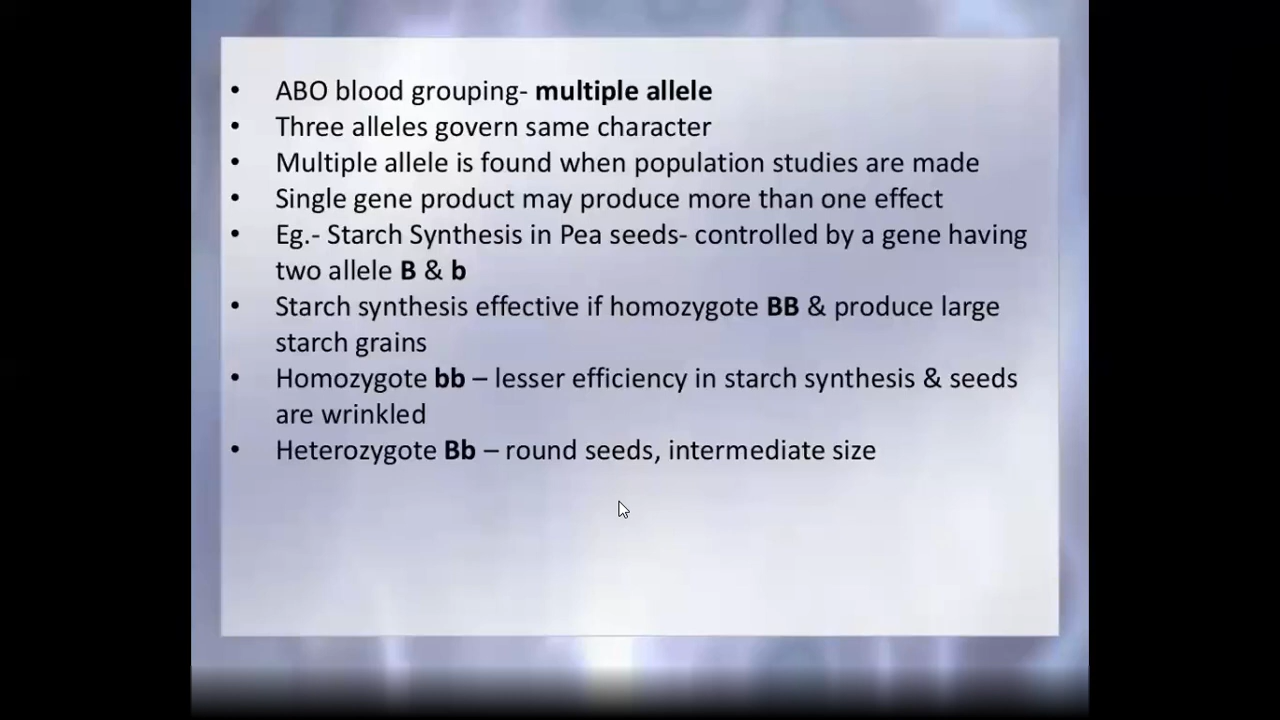 • ABO blood grouping- multiple allele
• Three alleles govern same character
• Multiple allele is found when population studies are made
• Single gene product may produce more than one effect
• Eg.- Starch Synthesis in Pea seeds- controlled by a gene having
two allele B & b
• Starch synthesis effective if homozygote BB & produce large
starch grains
• Homozygote bb – lesser efficiency in starch synthesis & seeds
are wrinkled
• Heterozygote Bb – round seeds, intermediate size